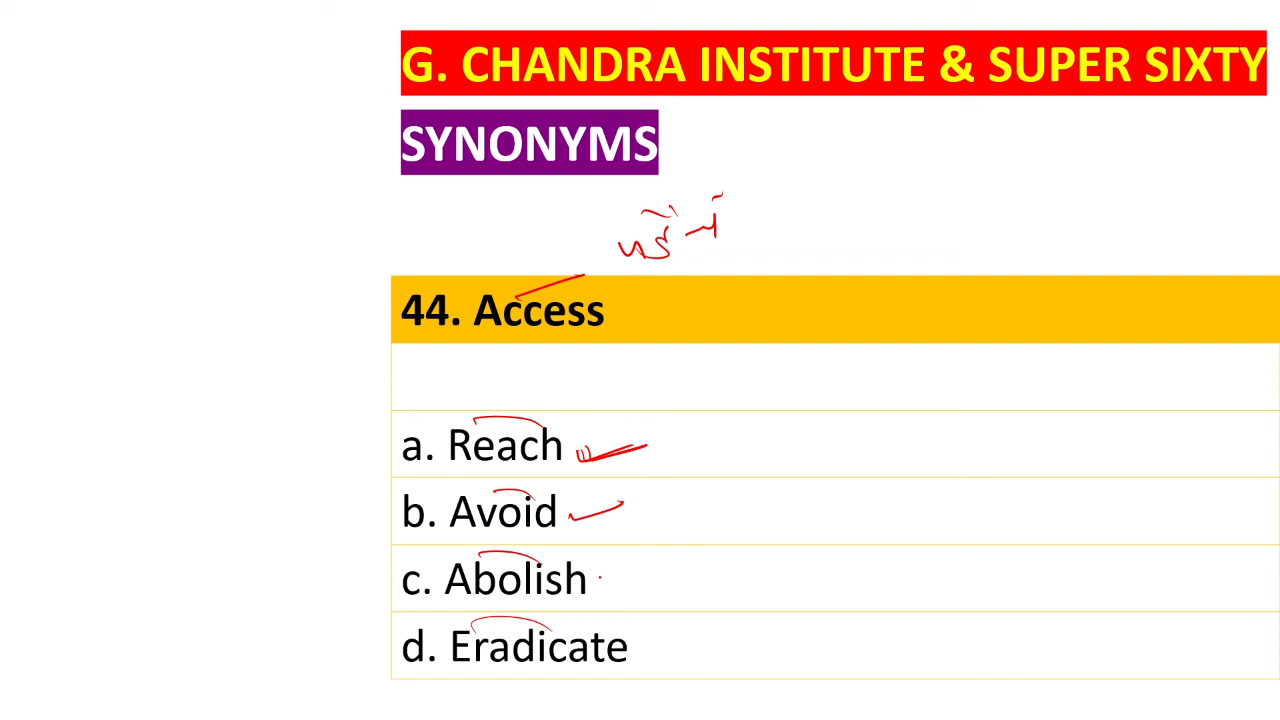 G. CHANDRA INSTITUTE & SUPER SIXTY
SYNONYMS
44. Access
a. Reach
b. Avoid
c. Abolish
d. Eradicate